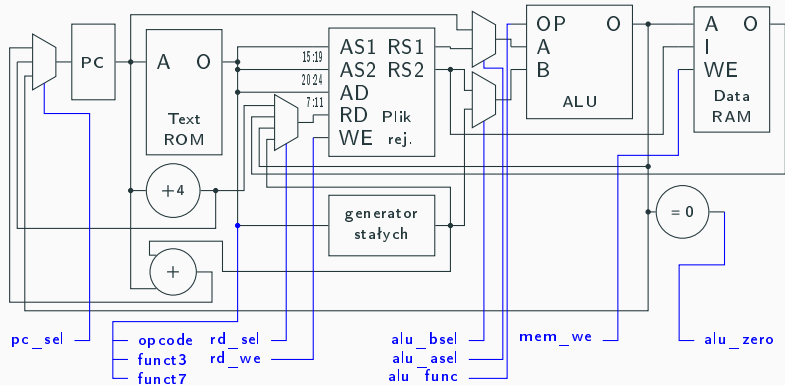 PC
A O
Text
ROM
15:19
20:24
7:11
AS1 RS1
AS2 RS2
AD
RD Plik
WE rej.
OP O
A
B
ALU
A O
I
WE
Data
RAM
+4
+
generator
stałych
= 0
pc_sel
opcode
funct3
funct7
rd_sel
rd_we
alu_bsel
alu_asel
alu_func
mem_we
alu_zero